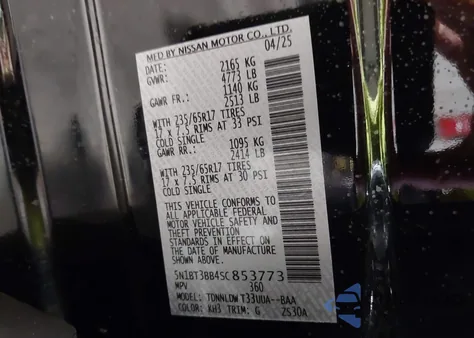 MFD BY NISSAN MOTOR CO., LTD.
DATE: 04/25
GVWR: 2165 KG
4773 LB
GAWR FR.: 1140 KG
2513 LB
WITH 235/65R17 TIRES
17 x 7.5 RIMS AT 33 PSI
COLD SINGLE
GAWR RR.: 1095 KG
2414 LB
WITH 235/65R17 TIRES
17 x 7.5 RIMS AT 30 PSI
COLD SINGLE
THIS VEHICLE CONFORMS TO
ALL APPLICABLE FEDERAL
MOTOR VEHICLE SAFETY AND
THEFT PREVENTION
STANDARDS IN EFFECT ON
THE DATE OF MANUFACTURE
SHOWN ABOVE.
5N1BT3BB4SC853773
MPV 360
MODEL: TDNNLDW T33UUA--BAA
COLOR: KH3 TRIM: G 2S30A